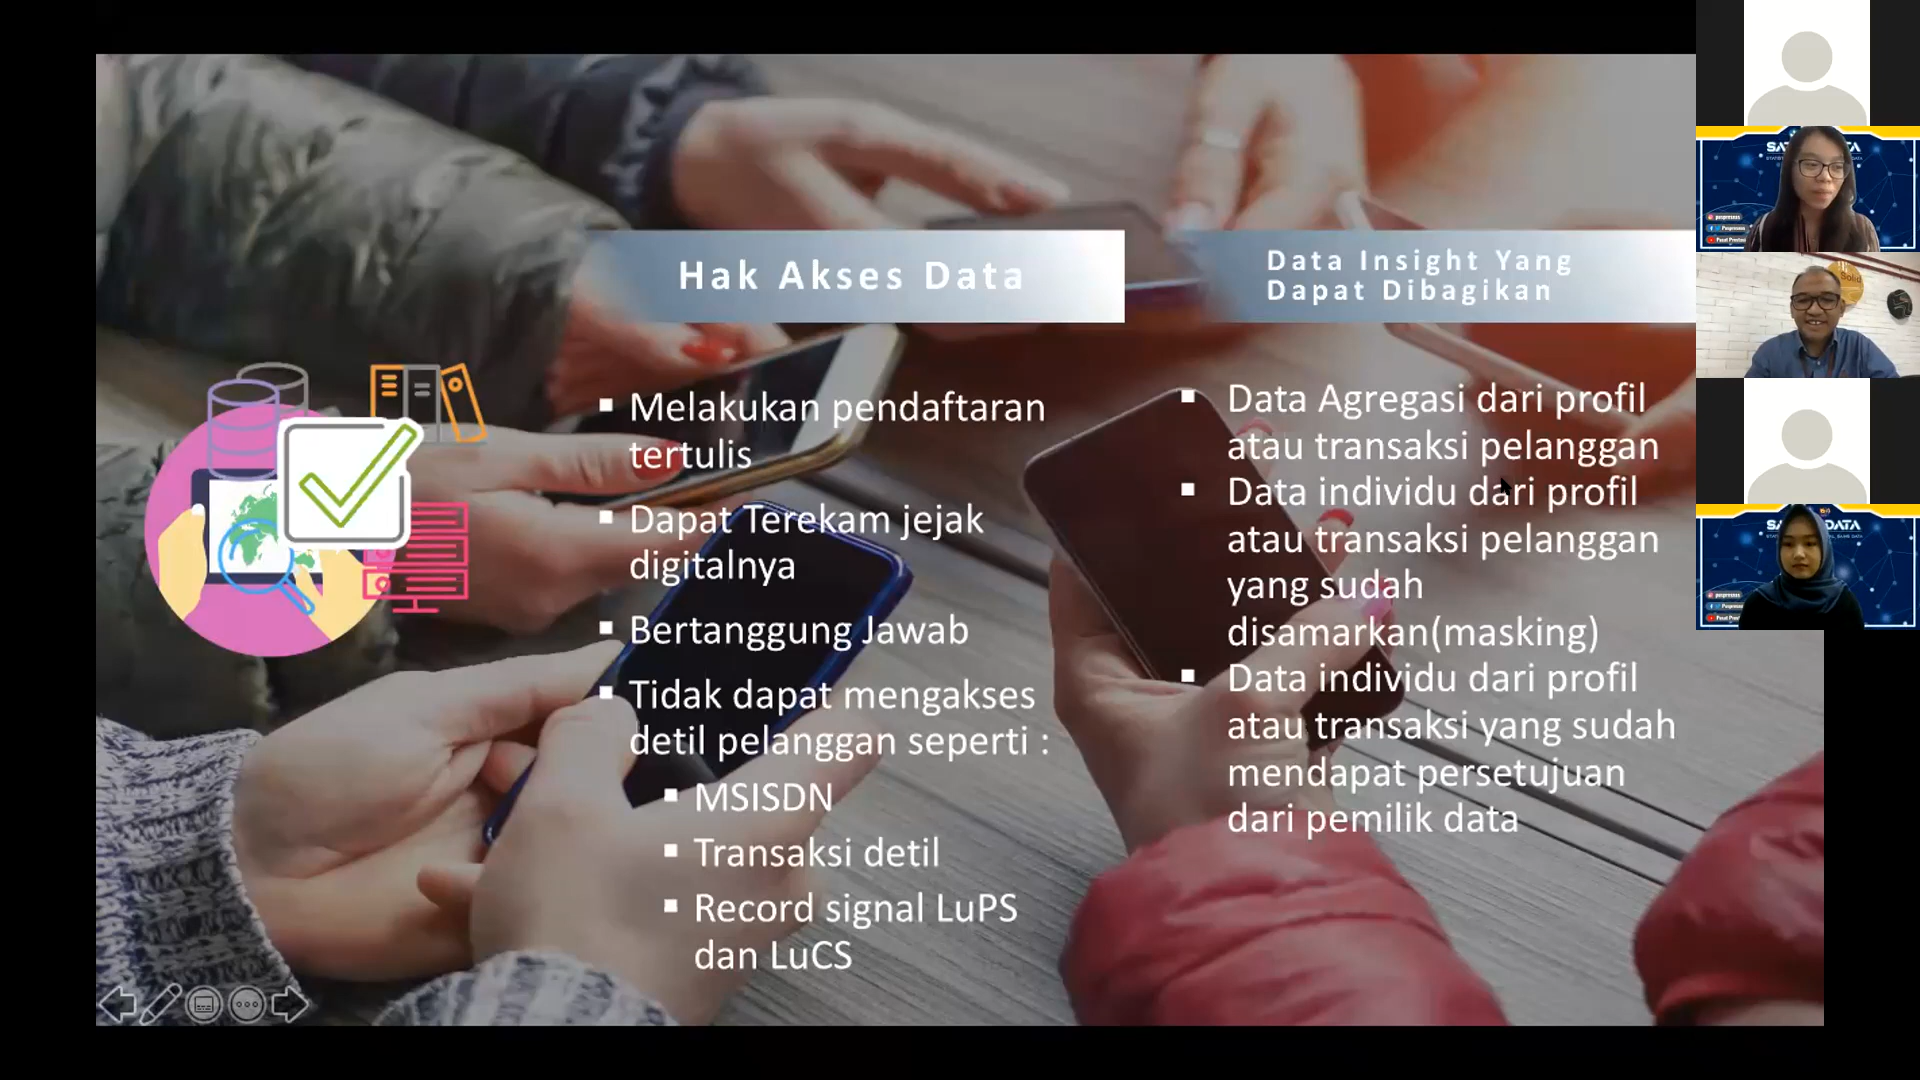 Hak Akses Data
▪ Melakukan pendaftaran
tertulis
▪ Dapat Terekam jejak
digitalnya
▪ Bertanggung Jawab
▪ Tidak dapat mengakses
detil pelanggan seperti :
▪ MSISDN
▪ Transaksi detil
▪ Record signal LuPS
dan LuCS
Data Insight Yang
Dapat Dibagikan
▪ Data Agregasi dari profil
atau transaksi pelanggan
▪ Data individu dari profil
atau transaksi pelanggan
yang sudah
disamarkan(masking)
▪ Data individu dari profil
atau transaksi yang sudah
mendapat persetujuan
dari pemilik data
Solid